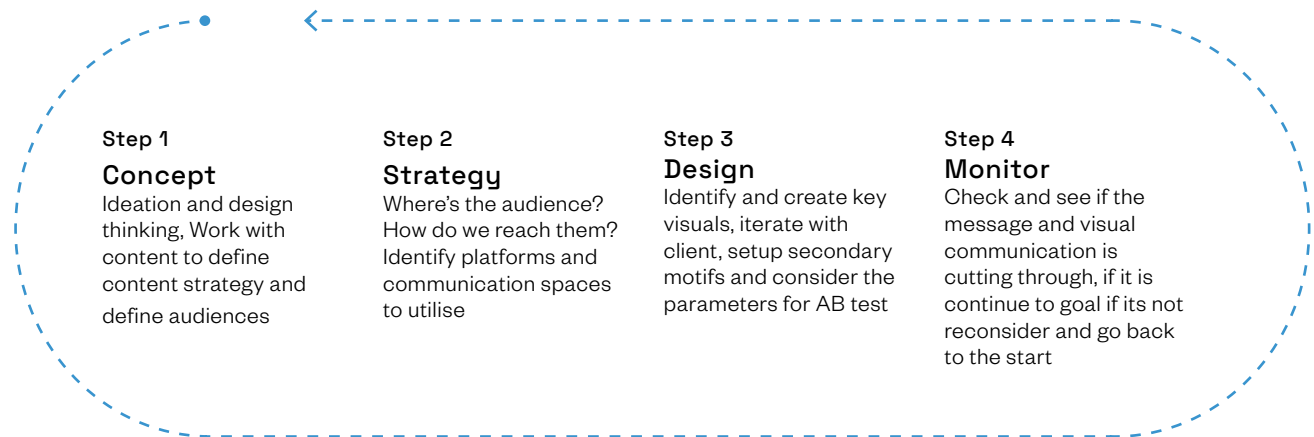 Step 1
Concept
Ideation and design
thinking, Work with
content to define
content strategy and
define audiences
Step 2
Strategy
Where's the audience?
How do we reach them?
Identify platforms and
communication spaces
to utilise
Step 3
Design
Identify and create key
visuals, iterate with
client, setup secondary
motifs and consider the
parameters for AB test
Step 4
Monitor
Check and see if the
message and visual
communication is
cutting through, if it is
continue to goal if its not
reconsider and go back
to the start